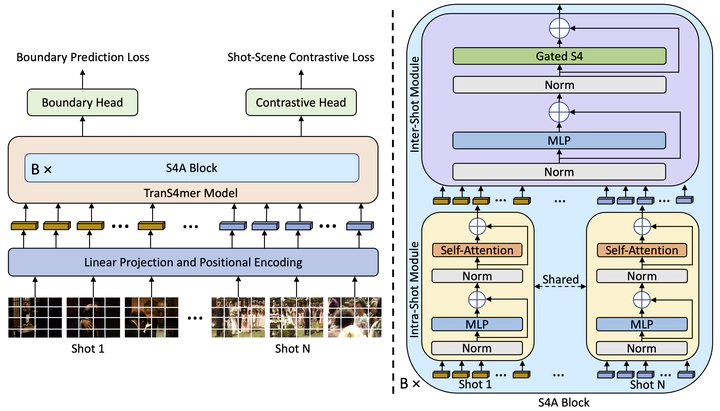 Boundary Prediction Loss
Shot-Scene Contrastive Loss
Boundary Head
Contrastive Head
B ×
S4A Block
TranS4mer Model
...
...
...
Linear Projection and Positional Encoding
...
Shot 1
Shot N
Inter-Shot Module
Gated S4
Norm
MLP
Norm
...
...
...
Intra-Shot Module
Self-Attention
Norm
MLP
Norm
Shared
Self-Attention
Norm
MLP
Norm
...
...
...
B ×
Shot 1
Shot N
S4A Block